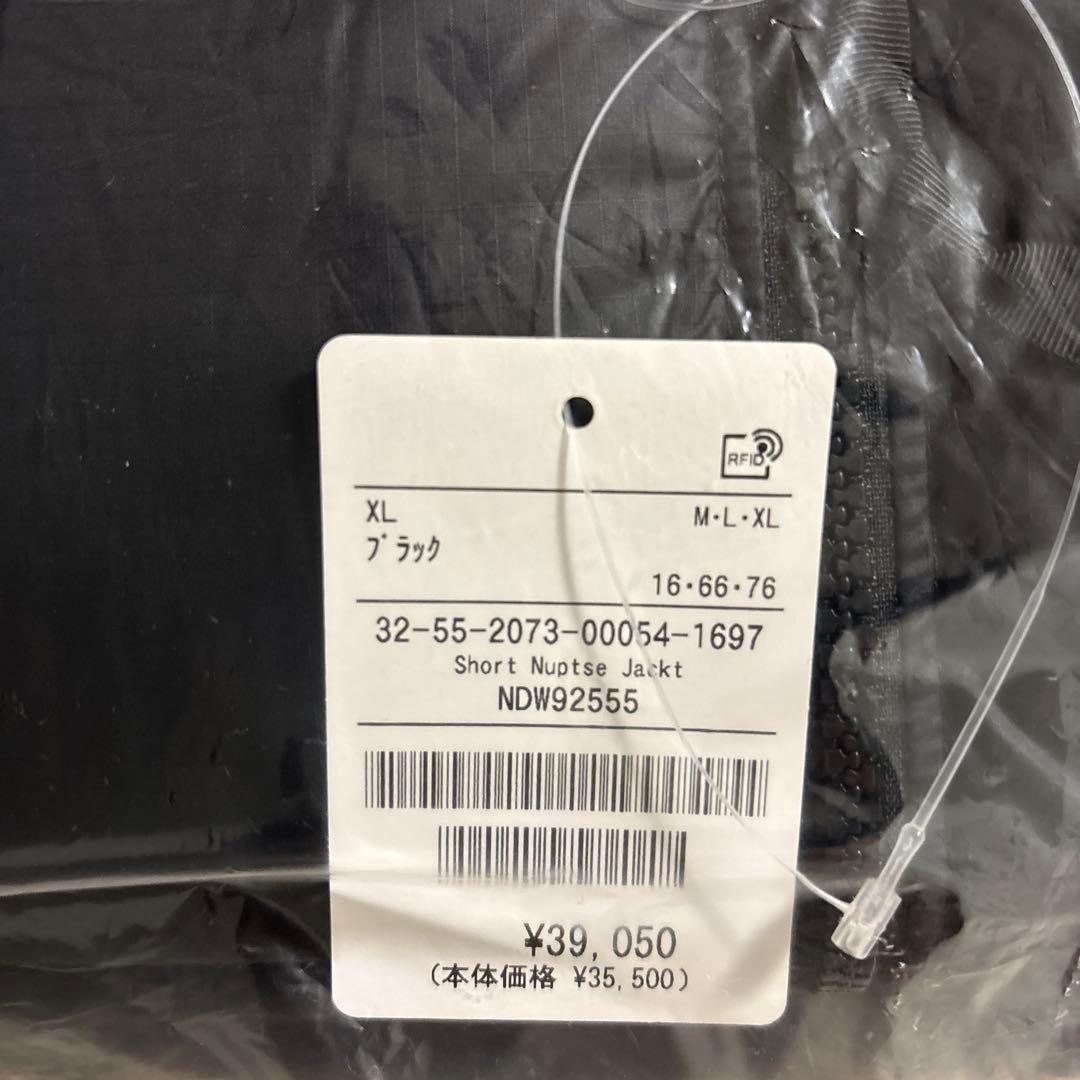 RFID
XL
M・L・XL
ブラック
16・66・76
32-55-2073-00054-1697
Short Nuptse Jackt
NDW92555
¥39,050
(本体価格 ¥35,500)